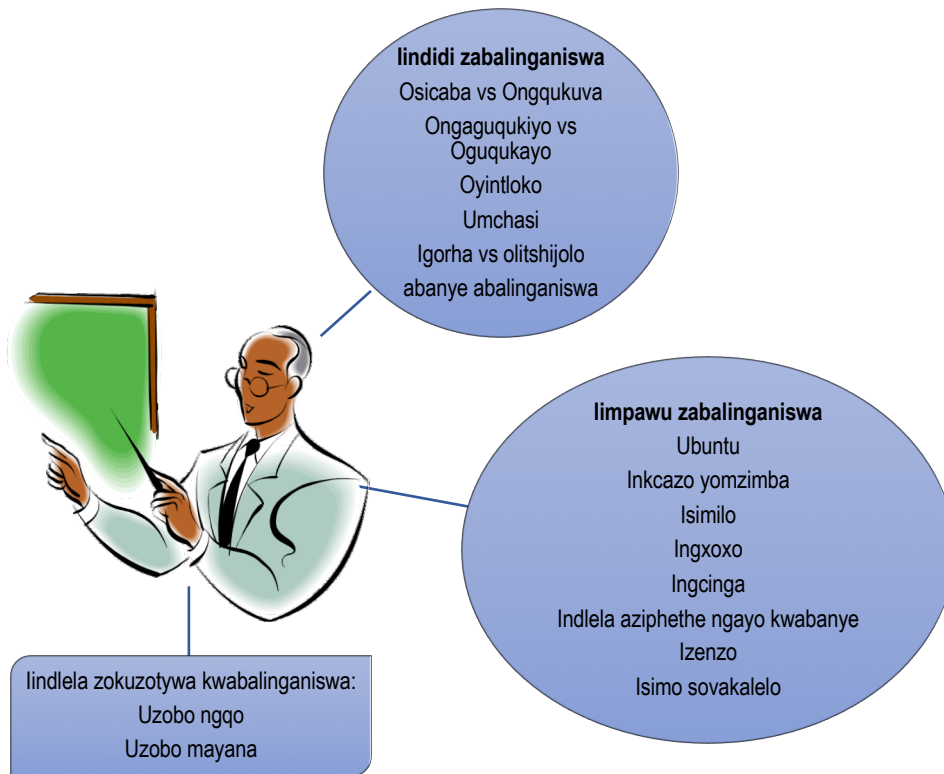 Iindidi zabalinganiswa
Osicaba vs Ongqukuva
Ongaguqukiyo vs
Oguqukayo
Oyintloko
Umchasi
Igorha vs olitshijolo
abanye abalinganiswa
Iimpawu zabalinganiswa
Ubuntu
Inkcazo yomzimba
Isimilo
Ingxoxo
Ingcinga
Indlela aziphethe ngayo kwabanye
Izenzo
Isimo sovakalelo
Iindlela zokuzotywa kwabalinganiswa:
Uzobo ngqo
Uzobo mayana